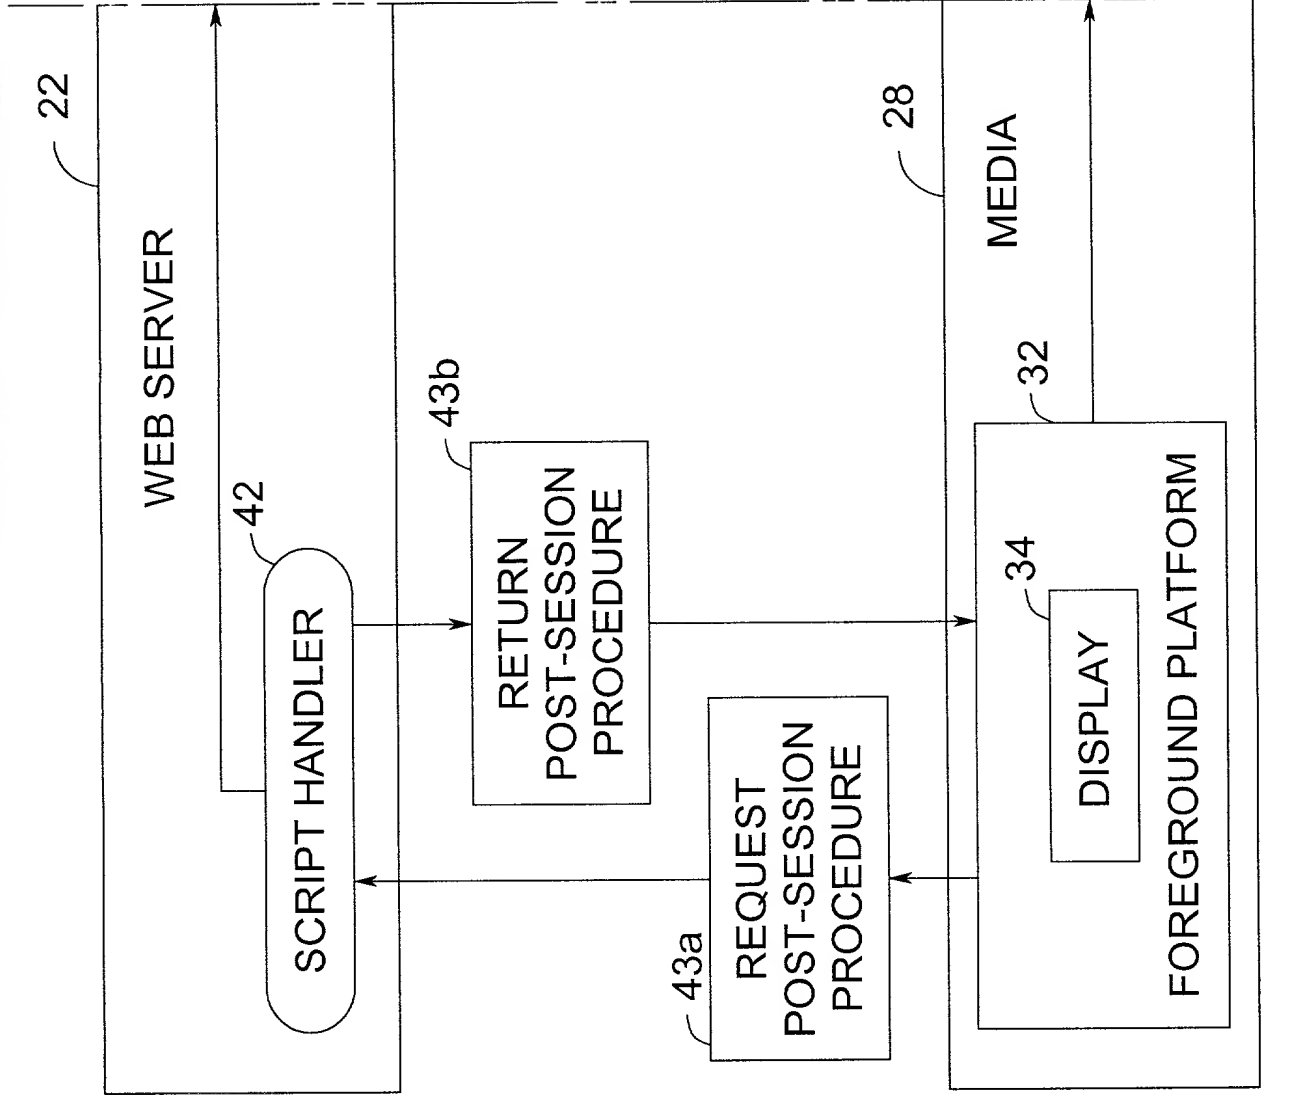 22
WEB SERVER
42
SCRIPT HANDLER
43b
RETURN
POST-SESSION
PROCEDURE
43a
REQUEST
POST-SESSION
PROCEDURE
28
MEDIA
32
34
DISPLAY
FOREGROUND PLATFORM